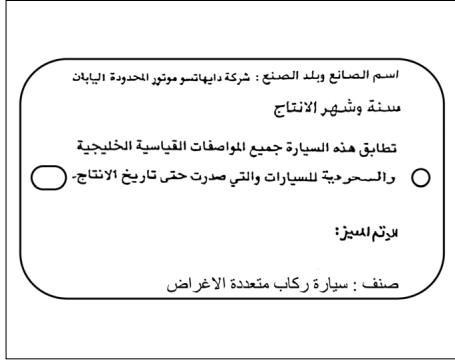 اسم الصانع وبلد الصنع : شركة دايهاتسو موتور المحدودة اليابان
سنة وشهر الانتاج
تطابق هذه السيارة جميع المواصفات القياسية الخليجية
والسعودية للسيارات والتي صدرت حتى تاريخ الانتاج.
الرقم المميز:
صنف : سيارة ركاب متعددة الاغراض